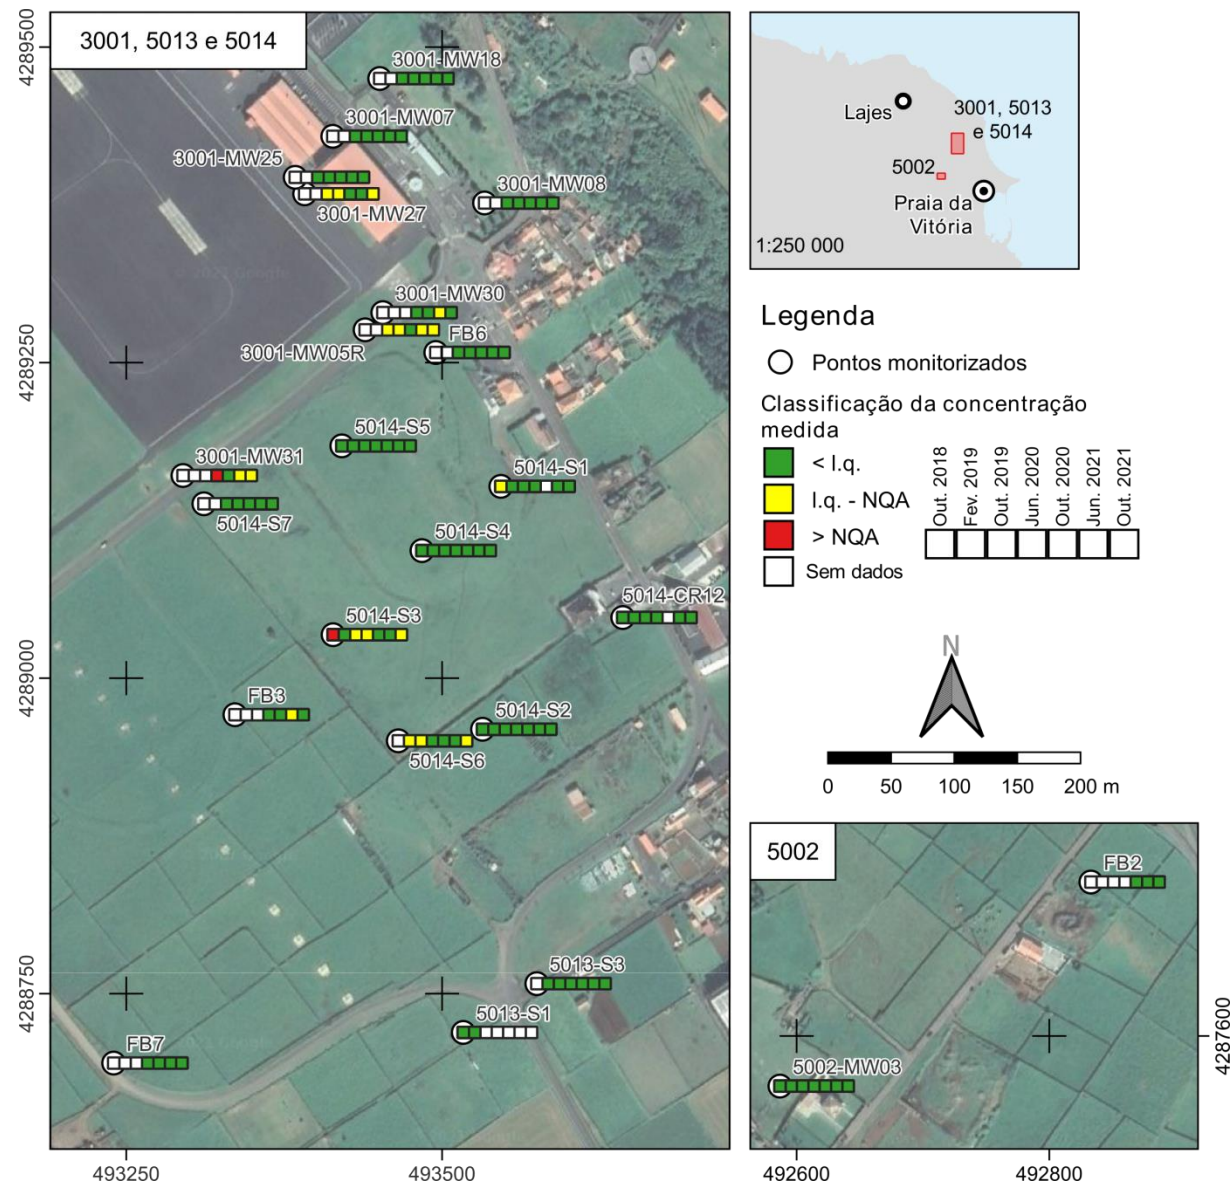 3001, 5013 e 5014
4289500
4289250
4289000
4288750
493250
493500
3001-MW18
3001-MW07
3001-MW25
3001-MW27
3001-MW08
3001-MW30
FB6
3001-MW05R
5014-S5
3001-MW31
5014-S1
5014-S7
5014-S4
5014-CR12
5014-S3
FB3
5014-S2
5014-S6
5013-S3
5013-S1
FB7
Lajes
3001, 5013
e 5014
5002
Praia da
Vitória
1:250 000
Legenda
Pontos monitorizados
Classificação da concentração
medida
< l.q.
l.q. - NQA
> NQA
Sem dados
Out. 2018
Fev. 2019
Out. 2019
Jun. 2020
Out. 2020
Jun. 2021
Out. 2021
N
0 50 100 150 200 m
5002
FB2
5002-MW03
4287600
492600
492800